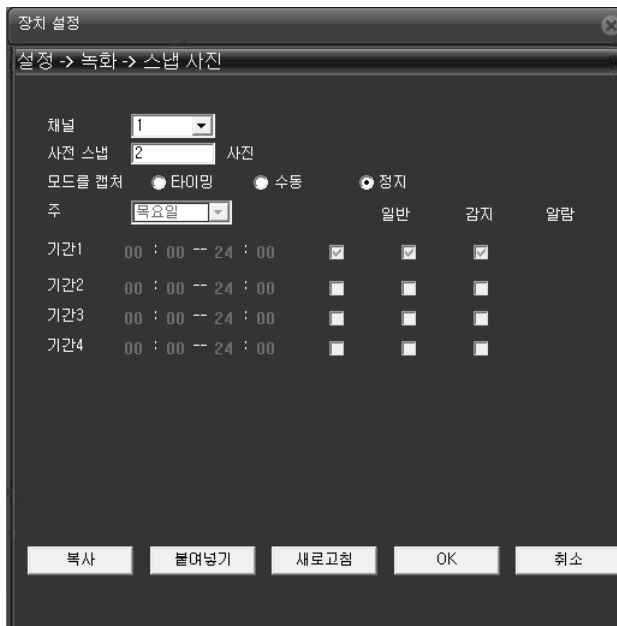 장치 설정
설정 -> 녹화 -> 스냅 사진
채널 1
사전 스냅 2 사진
모드를 캡처 타이밍 수동 정지
주 목요일 일반 감지 알람
기간1 00 : 00 -- 24 : 00
기간2 00 : 00 -- 24 : 00
기간3 00 : 00 -- 24 : 00
기간4 00 : 00 -- 24 : 00
복사 붙여넣기 새로고침 OK 취소